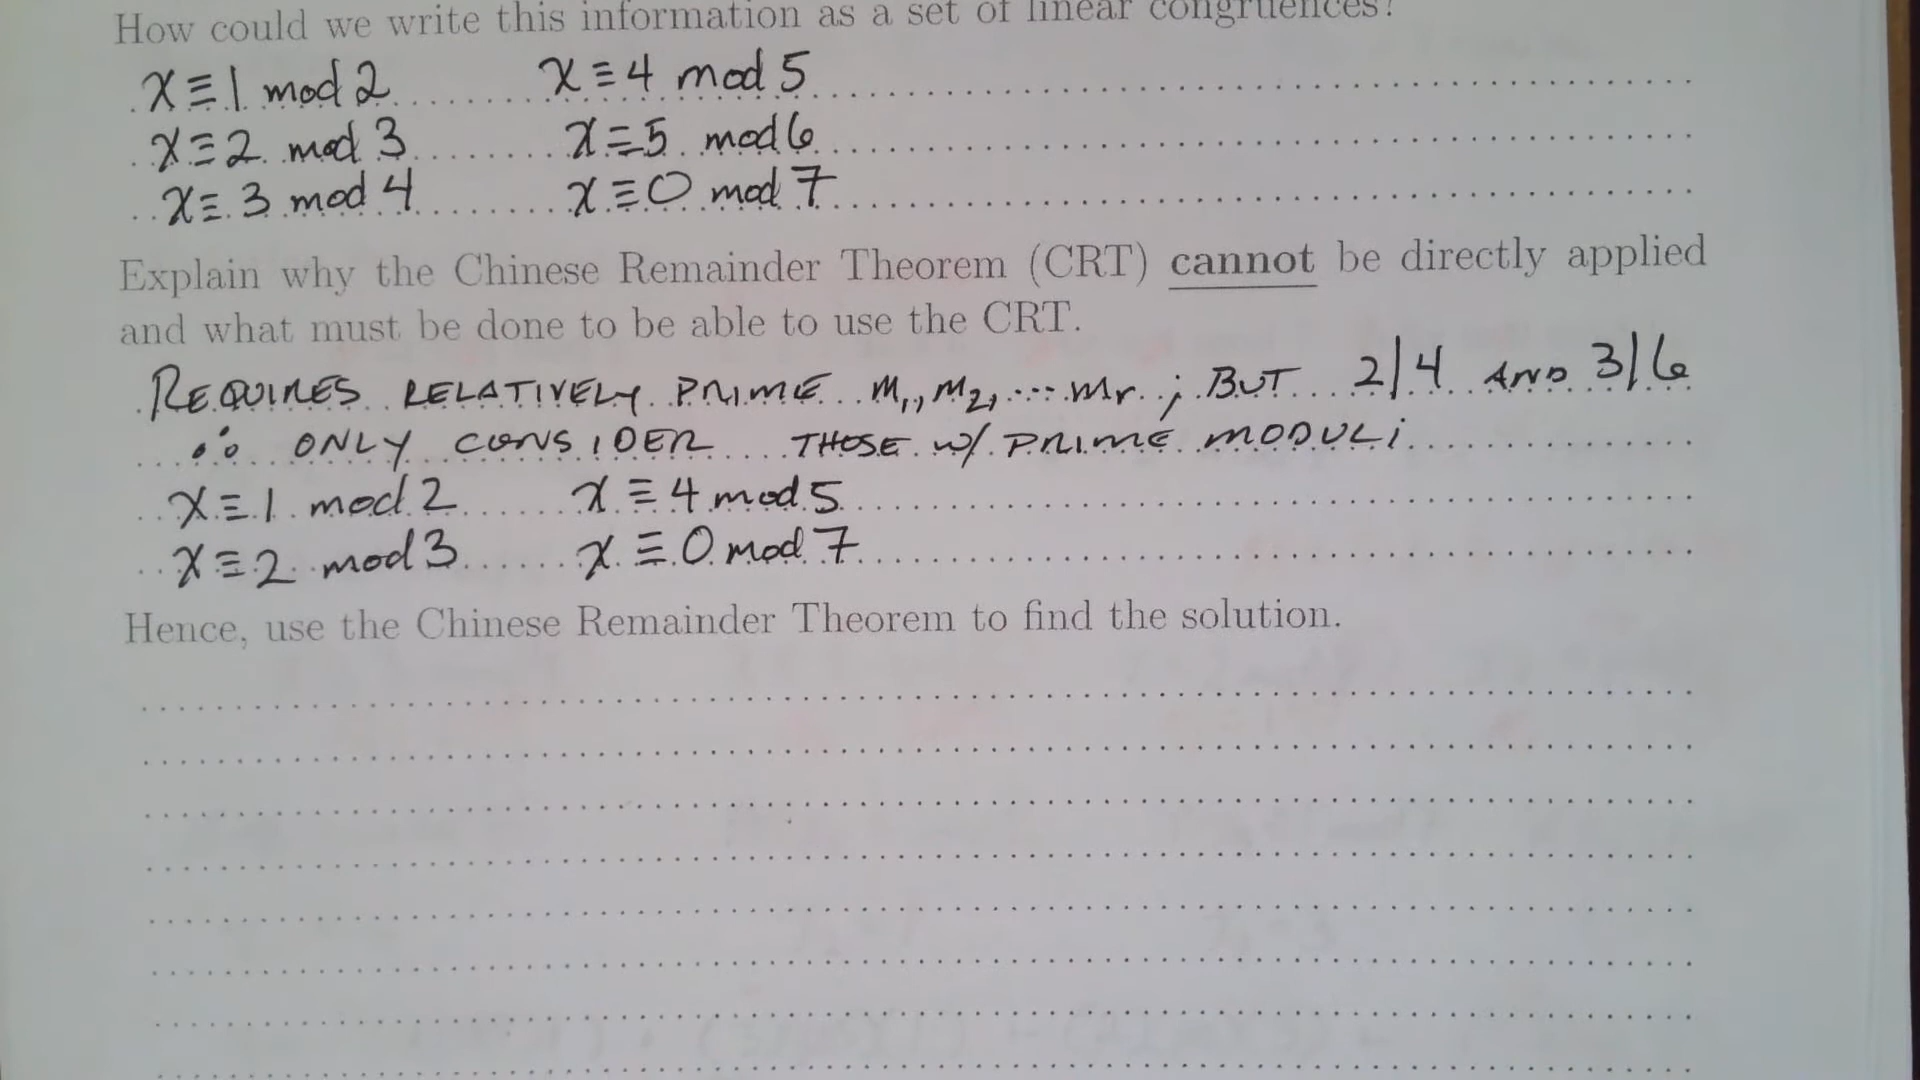 How could we write this information as a set of linear congruences?
x ≡ 1 mod 2 x ≡ 4 mod 5
x ≡ 2 mod 3 x ≡ 5 mod 6
x ≡ 3 mod 4 x ≡ 0 mod 7
Explain why the Chinese Remainder Theorem (CRT) cannot be directly applied
and what must be done to be able to use the CRT.
REQUIRES RELATIVELY PRIME m₁, m₂, ... mr ; BUT 2|4 AND 3|6
∴ ONLY CONSIDER THOSE w/ PRIME MODULi
x ≡ 1 mod 2 x ≡ 4 mod 5
x ≡ 2 mod 3 x ≡ 0 mod 7
Hence, use the Chinese Remainder Theorem to find the solution.